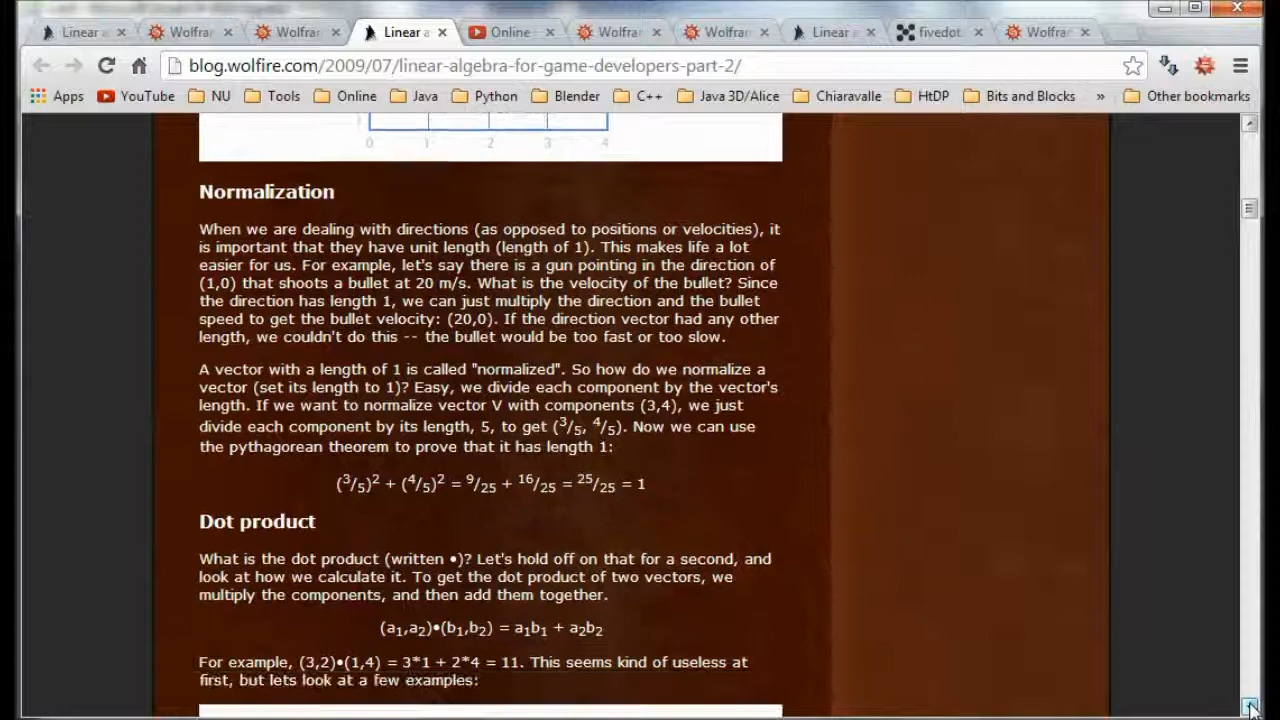 Linear a
Wolfra
Wolfra
Linear a
Online
Wolfra
Wolfra
Linear a
fivedot
Wolfra
blog.wolfire.com/2009/07/linear-algebra-for-game-developers-part-2/
Apps YouTube NU Tools Online Java Python Blender C++ Java 3D/Alice Chiaravalle HtDP Bits and Blocks » Other bookmarks
0 1 2 3 4
Normalization
When we are dealing with directions (as opposed to positions or velocities), it
is important that they have unit length (length of 1). This makes life a lot
easier for us. For example, let's say there is a gun pointing in the direction of
(1,0) that shoots a bullet at 20 m/s. What is the velocity of the bullet? Since
the direction has length 1, we can just multiply the direction and the bullet
speed to get the bullet velocity: (20,0). If the direction vector had any other
length, we couldn't do this -- the bullet would be too fast or too slow.
A vector with a length of 1 is called "normalized". So how do we normalize a
vector (set its length to 1)? Easy, we divide each component by the vector's
length. If we want to normalize vector V with components (3,4), we just
divide each component by its length, 5, to get (³/₅, ⁴/₅). Now we can use
the pythagorean theorem to prove that it has length 1:
(³/₅)² + (⁴/₅)² = ⁹/₂₅ + ¹⁶/₂₅ = ²⁵/₂₅ = 1
Dot product
What is the dot product (written •)? Let's hold off on that for a second, and
look at how we calculate it. To get the dot product of two vectors, we
multiply the components, and then add them together.
(a₁,a₂)•(b₁,b₂) = a₁b₁ + a₂b₂
For example, (3,2)•(1,4) = 3*1 + 2*4 = 11. This seems kind of useless at
first, but lets look at a few examples: